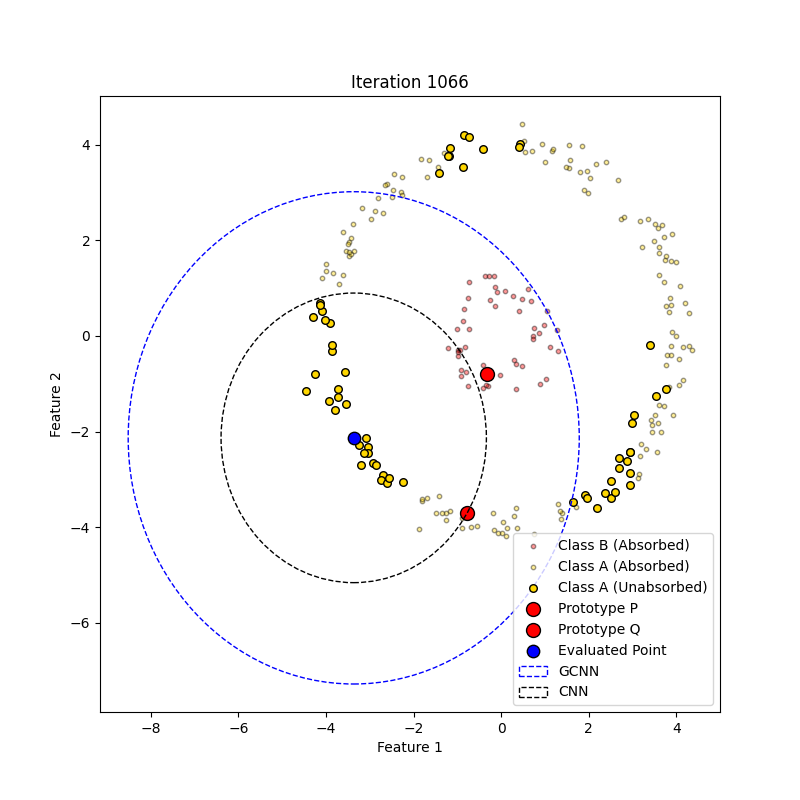 Iteration 1066
4
2
0
−2
−4
−6
Feature 2
Class B (Absorbed)
Class A (Absorbed)
Class A (Unabsorbed)
Prototype P
Prototype Q
Evaluated Point
GCNN
CNN
−8 −6 −4 −2 0 2 4
Feature 1